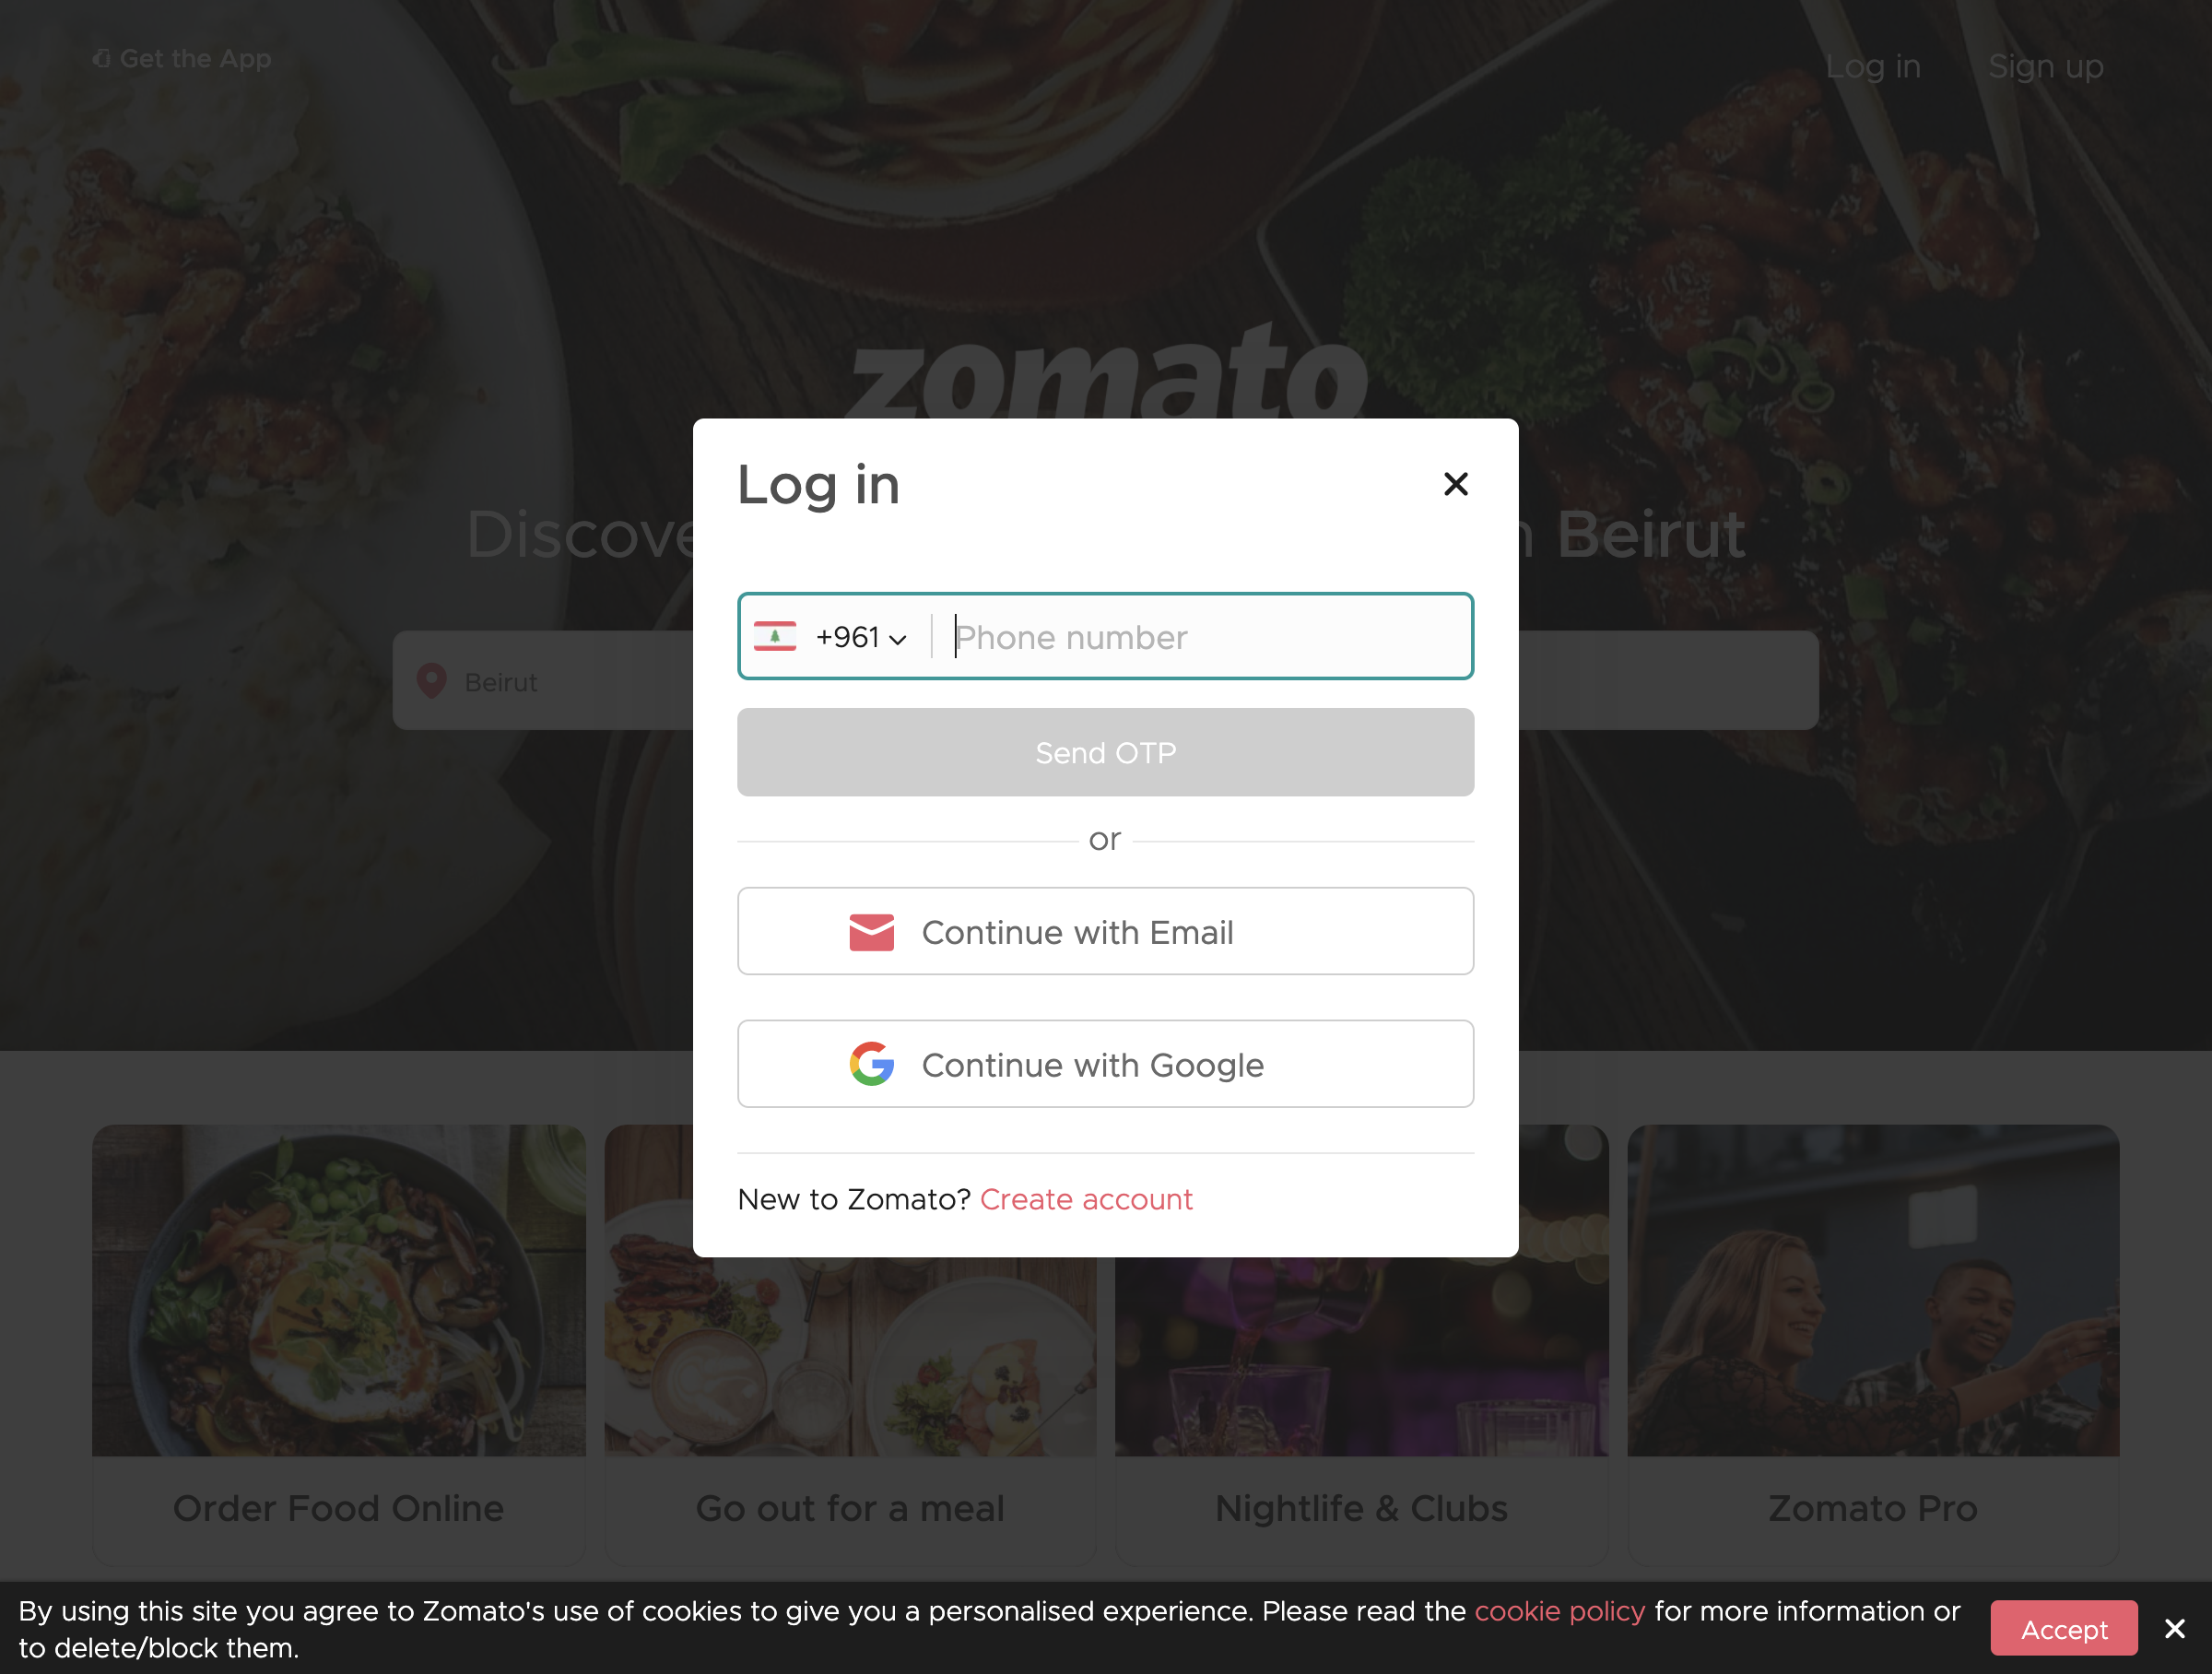 Get the App
Log in
Sign up
zomato
Log in
Discove
n Beirut
+961
Phone number
Beirut
Send OTP
or
Continue with Email
Continue with Google
New to Zomato? Create account
Order Food Online
Go out for a meal
Nightlife & Clubs
Zomato Pro
By using this site you agree to Zomato's use of cookies to give you a personalised experience. Please read the cookie policy for more information or
to delete/block them.
Accept